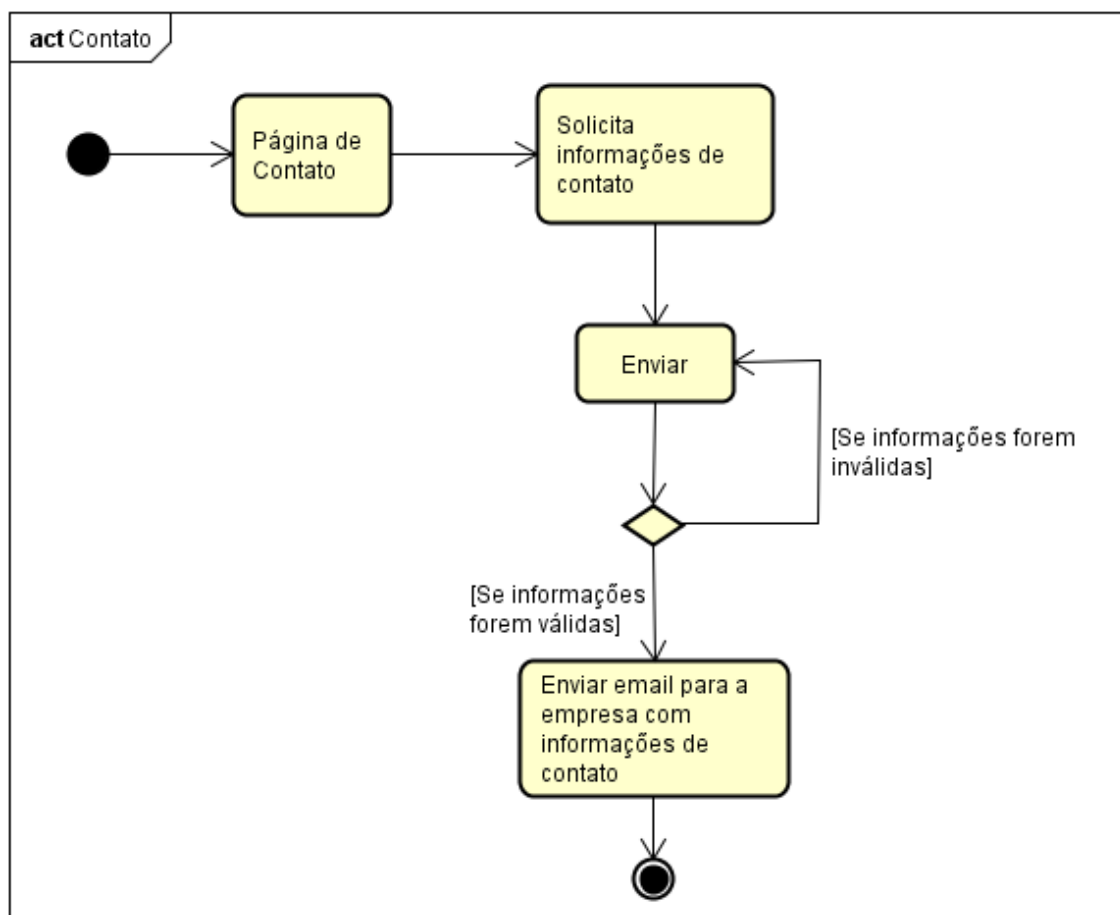 act Contato
Página de
Contato
Solicita
informações de
contato
Enviar
[Se informações forem
inválidas]
[Se informações
forem válidas]
Enviar email para a
empresa com
informações de
contato